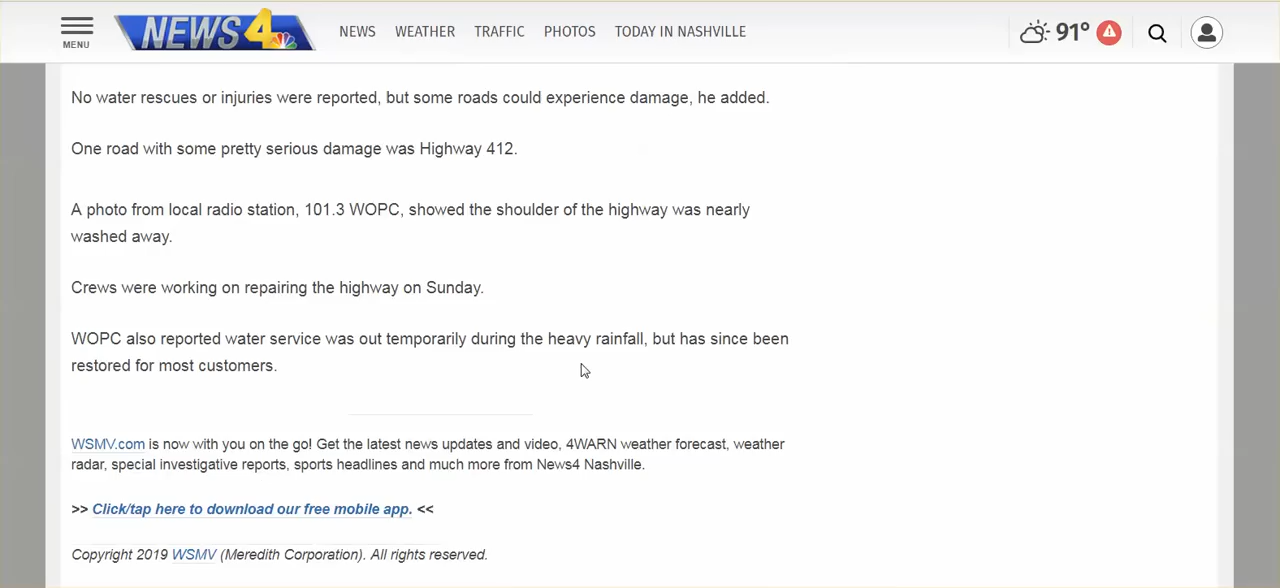 MENU
NEWS 4
NEWS WEATHER TRAFFIC PHOTOS TODAY IN NASHVILLE
91°
No water rescues or injuries were reported, but some roads could experience damage, he added.
One road with some pretty serious damage was Highway 412.
A photo from local radio station, 101.3 WOPC, showed the shoulder of the highway was nearly
washed away.
Crews were working on repairing the highway on Sunday.
WOPC also reported water service was out temporarily during the heavy rainfall, but has since been
restored for most customers.
WSMV.com is now with you on the go! Get the latest news updates and video, 4WARN weather forecast, weather
radar, special investigative reports, sports headlines and much more from News4 Nashville.
>> Click/tap here to download our free mobile app. <<
Copyright 2019 WSMV (Meredith Corporation). All rights reserved.